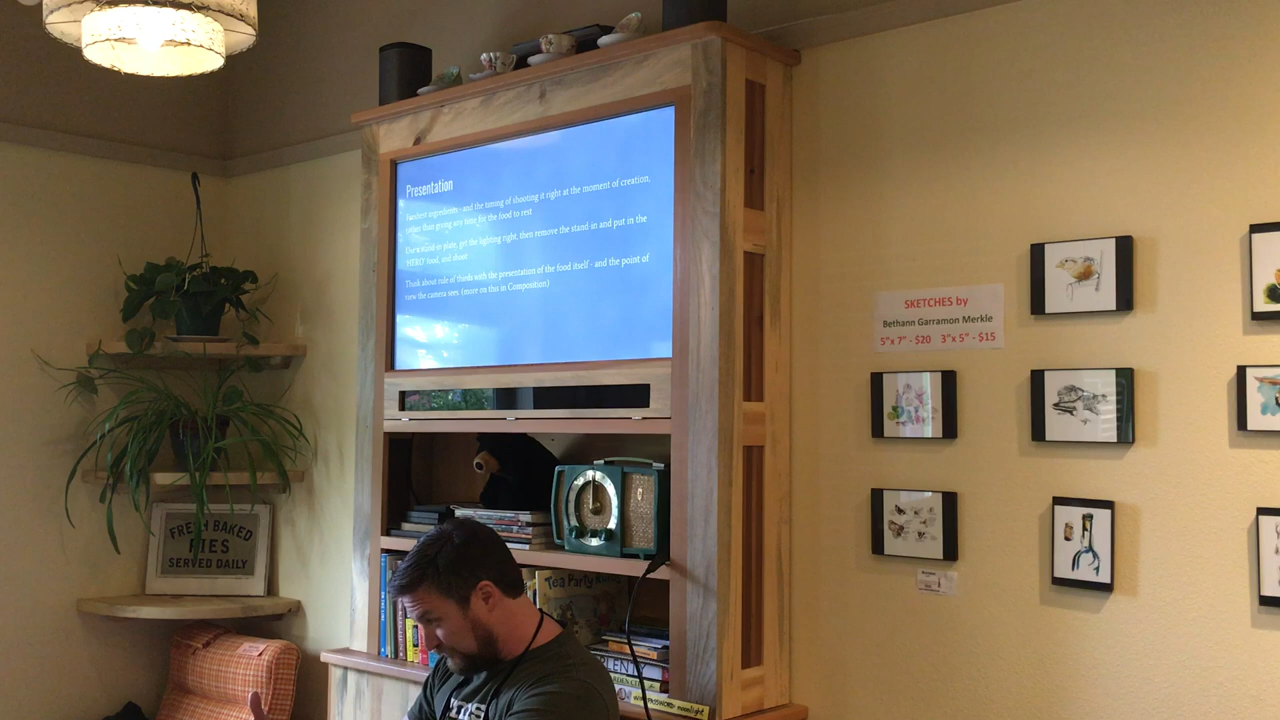 Presentation
Freshest ingredients - and the timing of shooting it right at the moment of creation,
rather than giving any time for the food to rest
Use a stand-in plate, get the lighting right, then remove the stand-in and put in the
'HERO' food, and shoot
Think about rule of thirds with the presentation of the food itself - and the point of
view the camera sees. (more on this in Composition)
SKETCHES by
Bethann Garramon Merkle
5"x 7" - $20 3"x 5" - $15
FRESH BAKED
PIES
SERVED DAILY
Tea Party
PLENTY
PASSWORD: moonlight